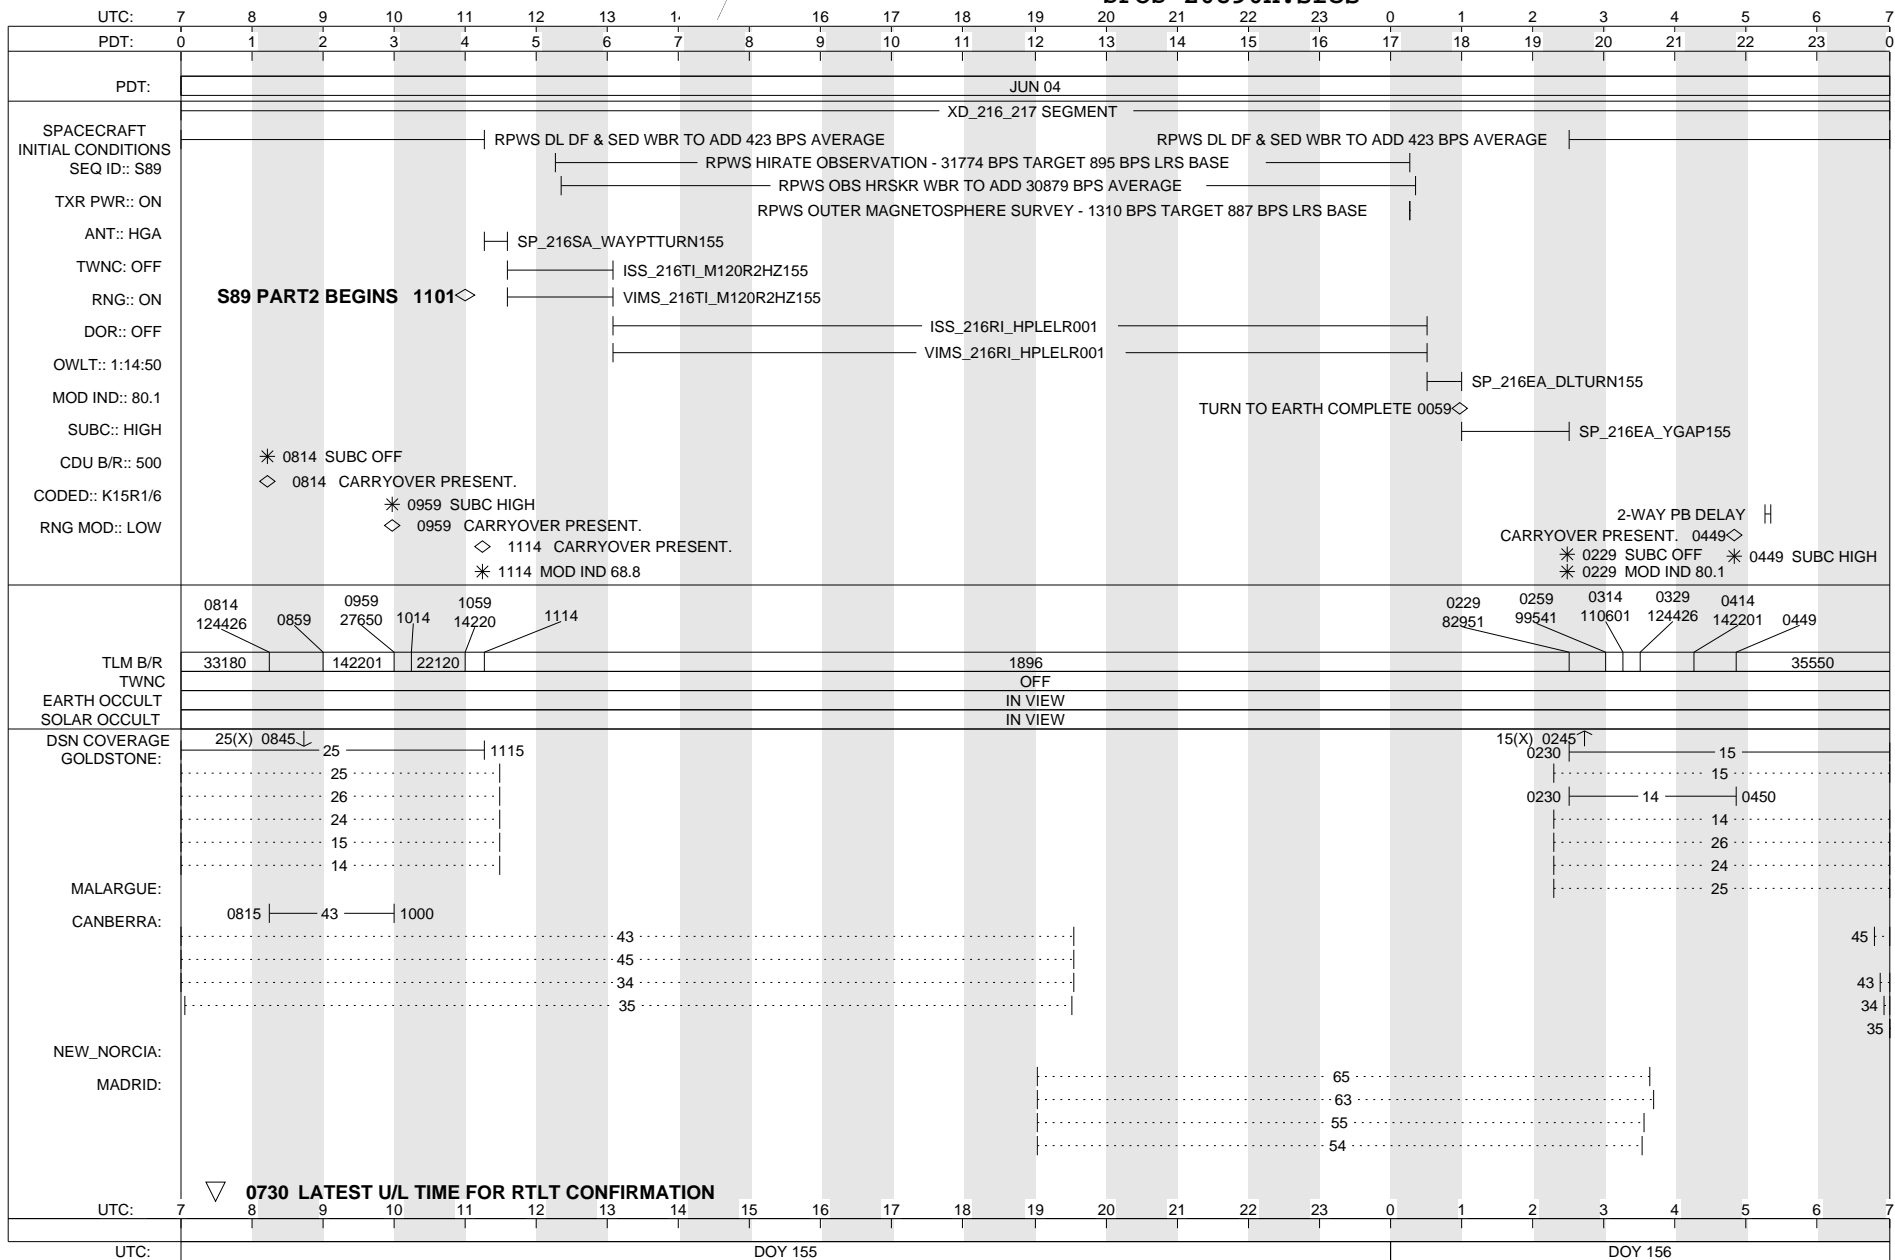 UTC: 7 8 9 10 11 12 13 16 17 18 19 20 21 22 23 0 1 2 3 4 5 6 7
PDT: 0 1 2 3 4 5 6 7 8 9 10 11 12 13 14 15 16 17 18 19 20 21 22 23 0
PDT: JUN 04
XD_216_217 SEGMENT
SPACECRAFT
INITIAL CONDITIONS
RPWS DL DF & SED WBR TO ADD 423 BPS AVERAGE
RPWS DL DF & SED WBR TO ADD 423 BPS AVERAGE
SEQ ID:: S89
RPWS HIRATE OBSERVATION - 31774 BPS TARGET 895 BPS LRS BASE
RPWS OBS HRSKR WBR TO ADD 30879 BPS AVERAGE
TXR PWR:: ON
RPWS OUTER MAGNETOSPHERE SURVEY - 1310 BPS TARGET 887 BPS LRS BASE
ANT:: HGA
SP_216SA_WAYPTTURN155
TWNC: OFF
ISS_216TI_M120R2HZ155
RNG:: ON
S89 PART2 BEGINS 1101
VIMS_216TI_M120R2HZ155
DOR:: OFF
ISS_216RI_HPLELR001
VIMS_216RI_HPLELR001
OWLT:: 1:14:50
SP_216EA_DLTURN155
MOD IND:: 80.1
TURN TO EARTH COMPLETE 0059
SUBC:: HIGH
SP_216EA_YGAP155
CDU B/R:: 500
0814 SUBC OFF
0814 CARRYOVER PRESENT.
CODED:: K15R1/6
0959 SUBC HIGH
2-WAY PB DELAY
RNG MOD:: LOW
0959 CARRYOVER PRESENT.
CARRYOVER PRESENT. 0449
1114 CARRYOVER PRESENT.
0229 SUBC OFF
0449 SUBC HIGH
1114 MOD IND 68.8
0229 MOD IND 80.1
0814 0859 0959 1014 1059 1114 0229 0259 0314 0329 0414 0449
124426 27650 14220 82951 99541 110601 124426 142201
TLM B/R 33180 142201 22120 1896 35550
TWNC OFF
EARTH OCCULT IN VIEW
SOLAR OCCULT IN VIEW
DSN COVERAGE
25(X) 0845
15(X) 0245
GOLDSTONE:
25 1115
0230 15
25 15
26 0230 14 0450
24 14
15 26
14 24
MALARGUE:
25
CANBERRA:
0815 43 1000
43 45
45
34 43
35 34
35
NEW_NORCIA:
MADRID:
65
63
55
54
0730 LATEST U/L TIME FOR RTLT CONFIRMATION
UTC: 7 8 9 10 11 12 13 14 15 16 17 18 19 20 21 22 23 0 1 2 3 4 5 6 7
UTC: DOY 155 DOY 156